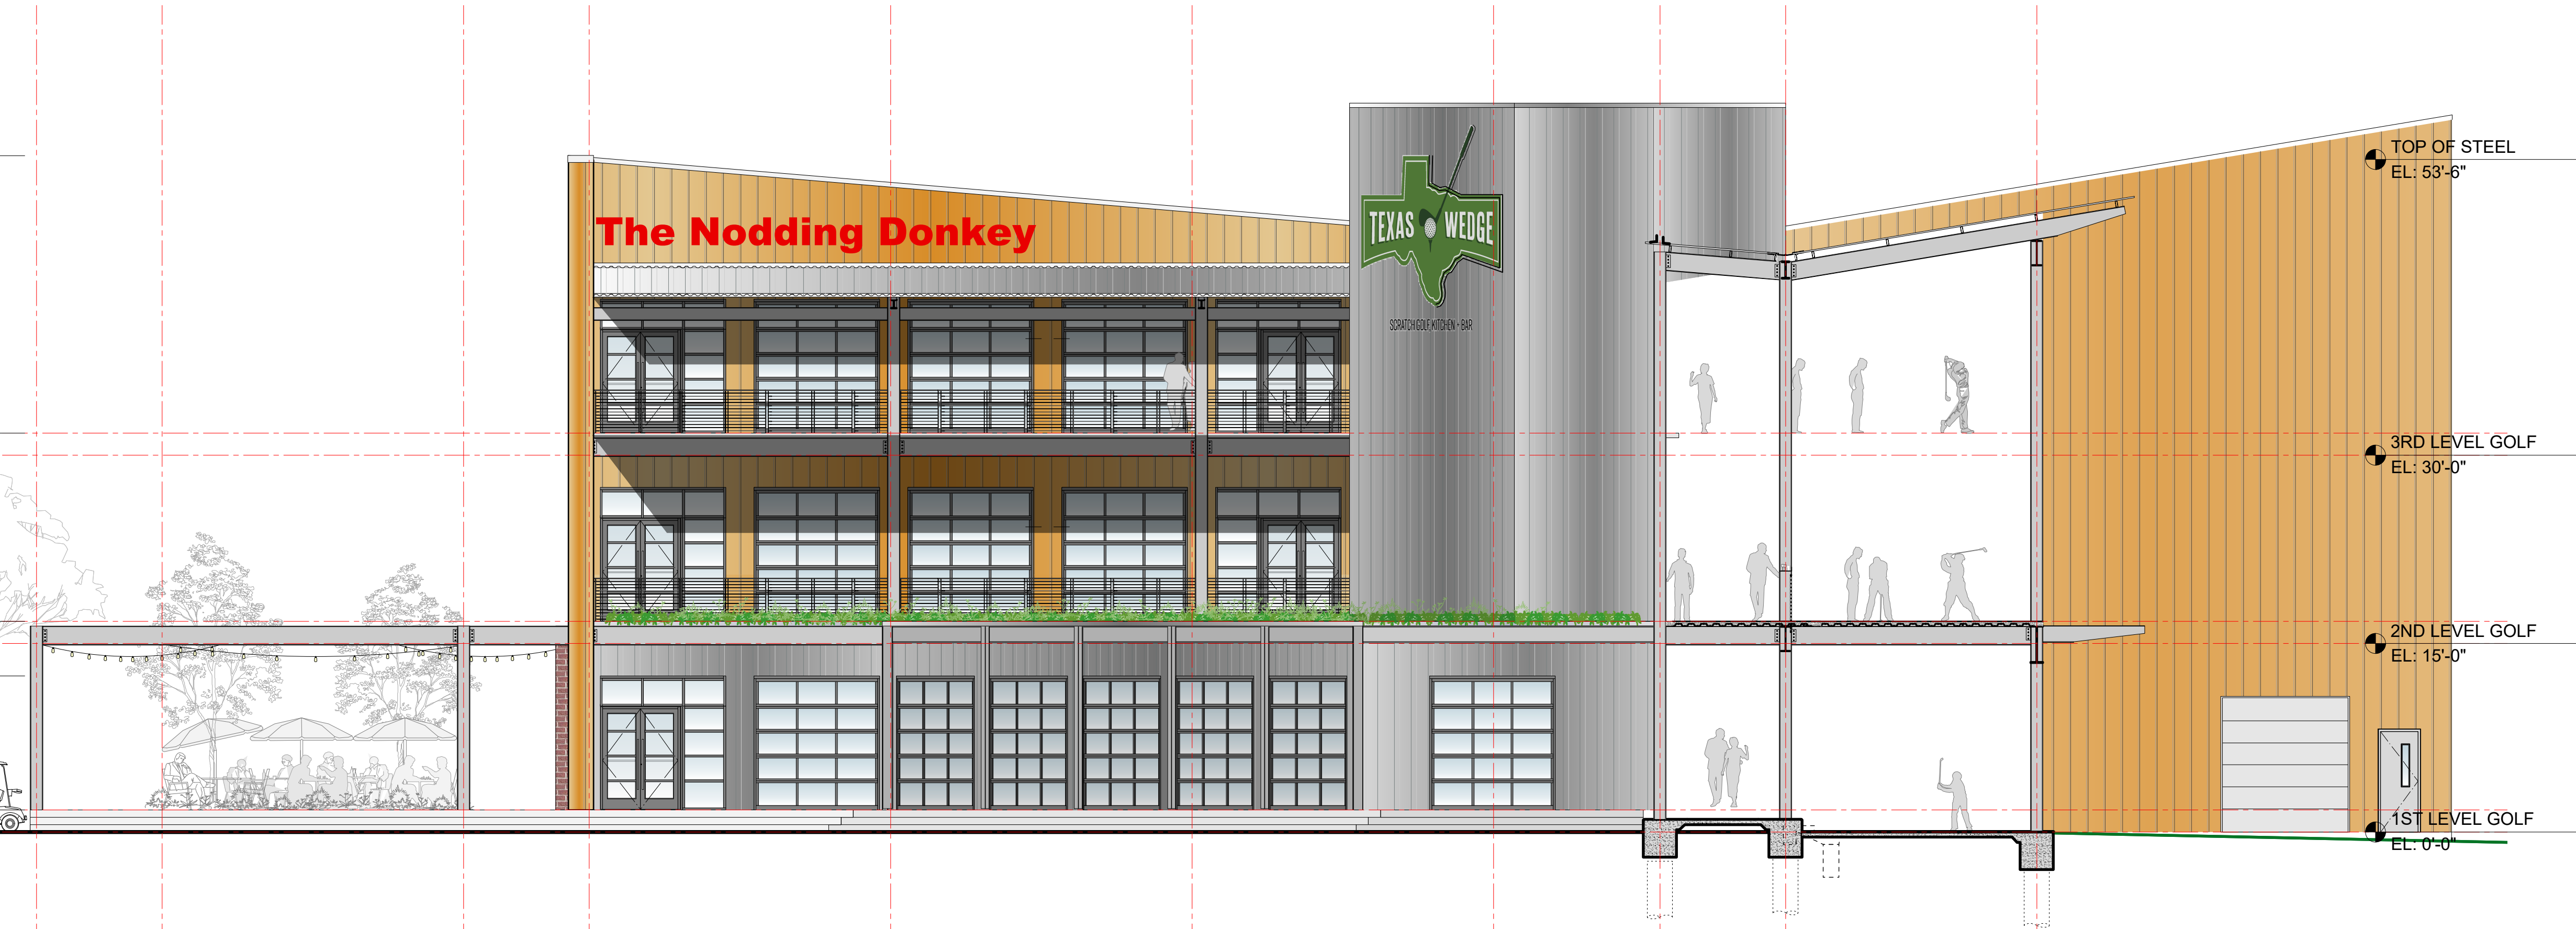 The Nodding Donkey
TEXAS WEDGE
SCRATCH GOLF KITCHEN • BAR
TOP OF STEEL
EL: 53'-6"
3RD LEVEL GOLF
EL: 30'-0"
2ND LEVEL GOLF
EL: 15'-0"
1ST LEVEL GOLF
EL: 0'-0"